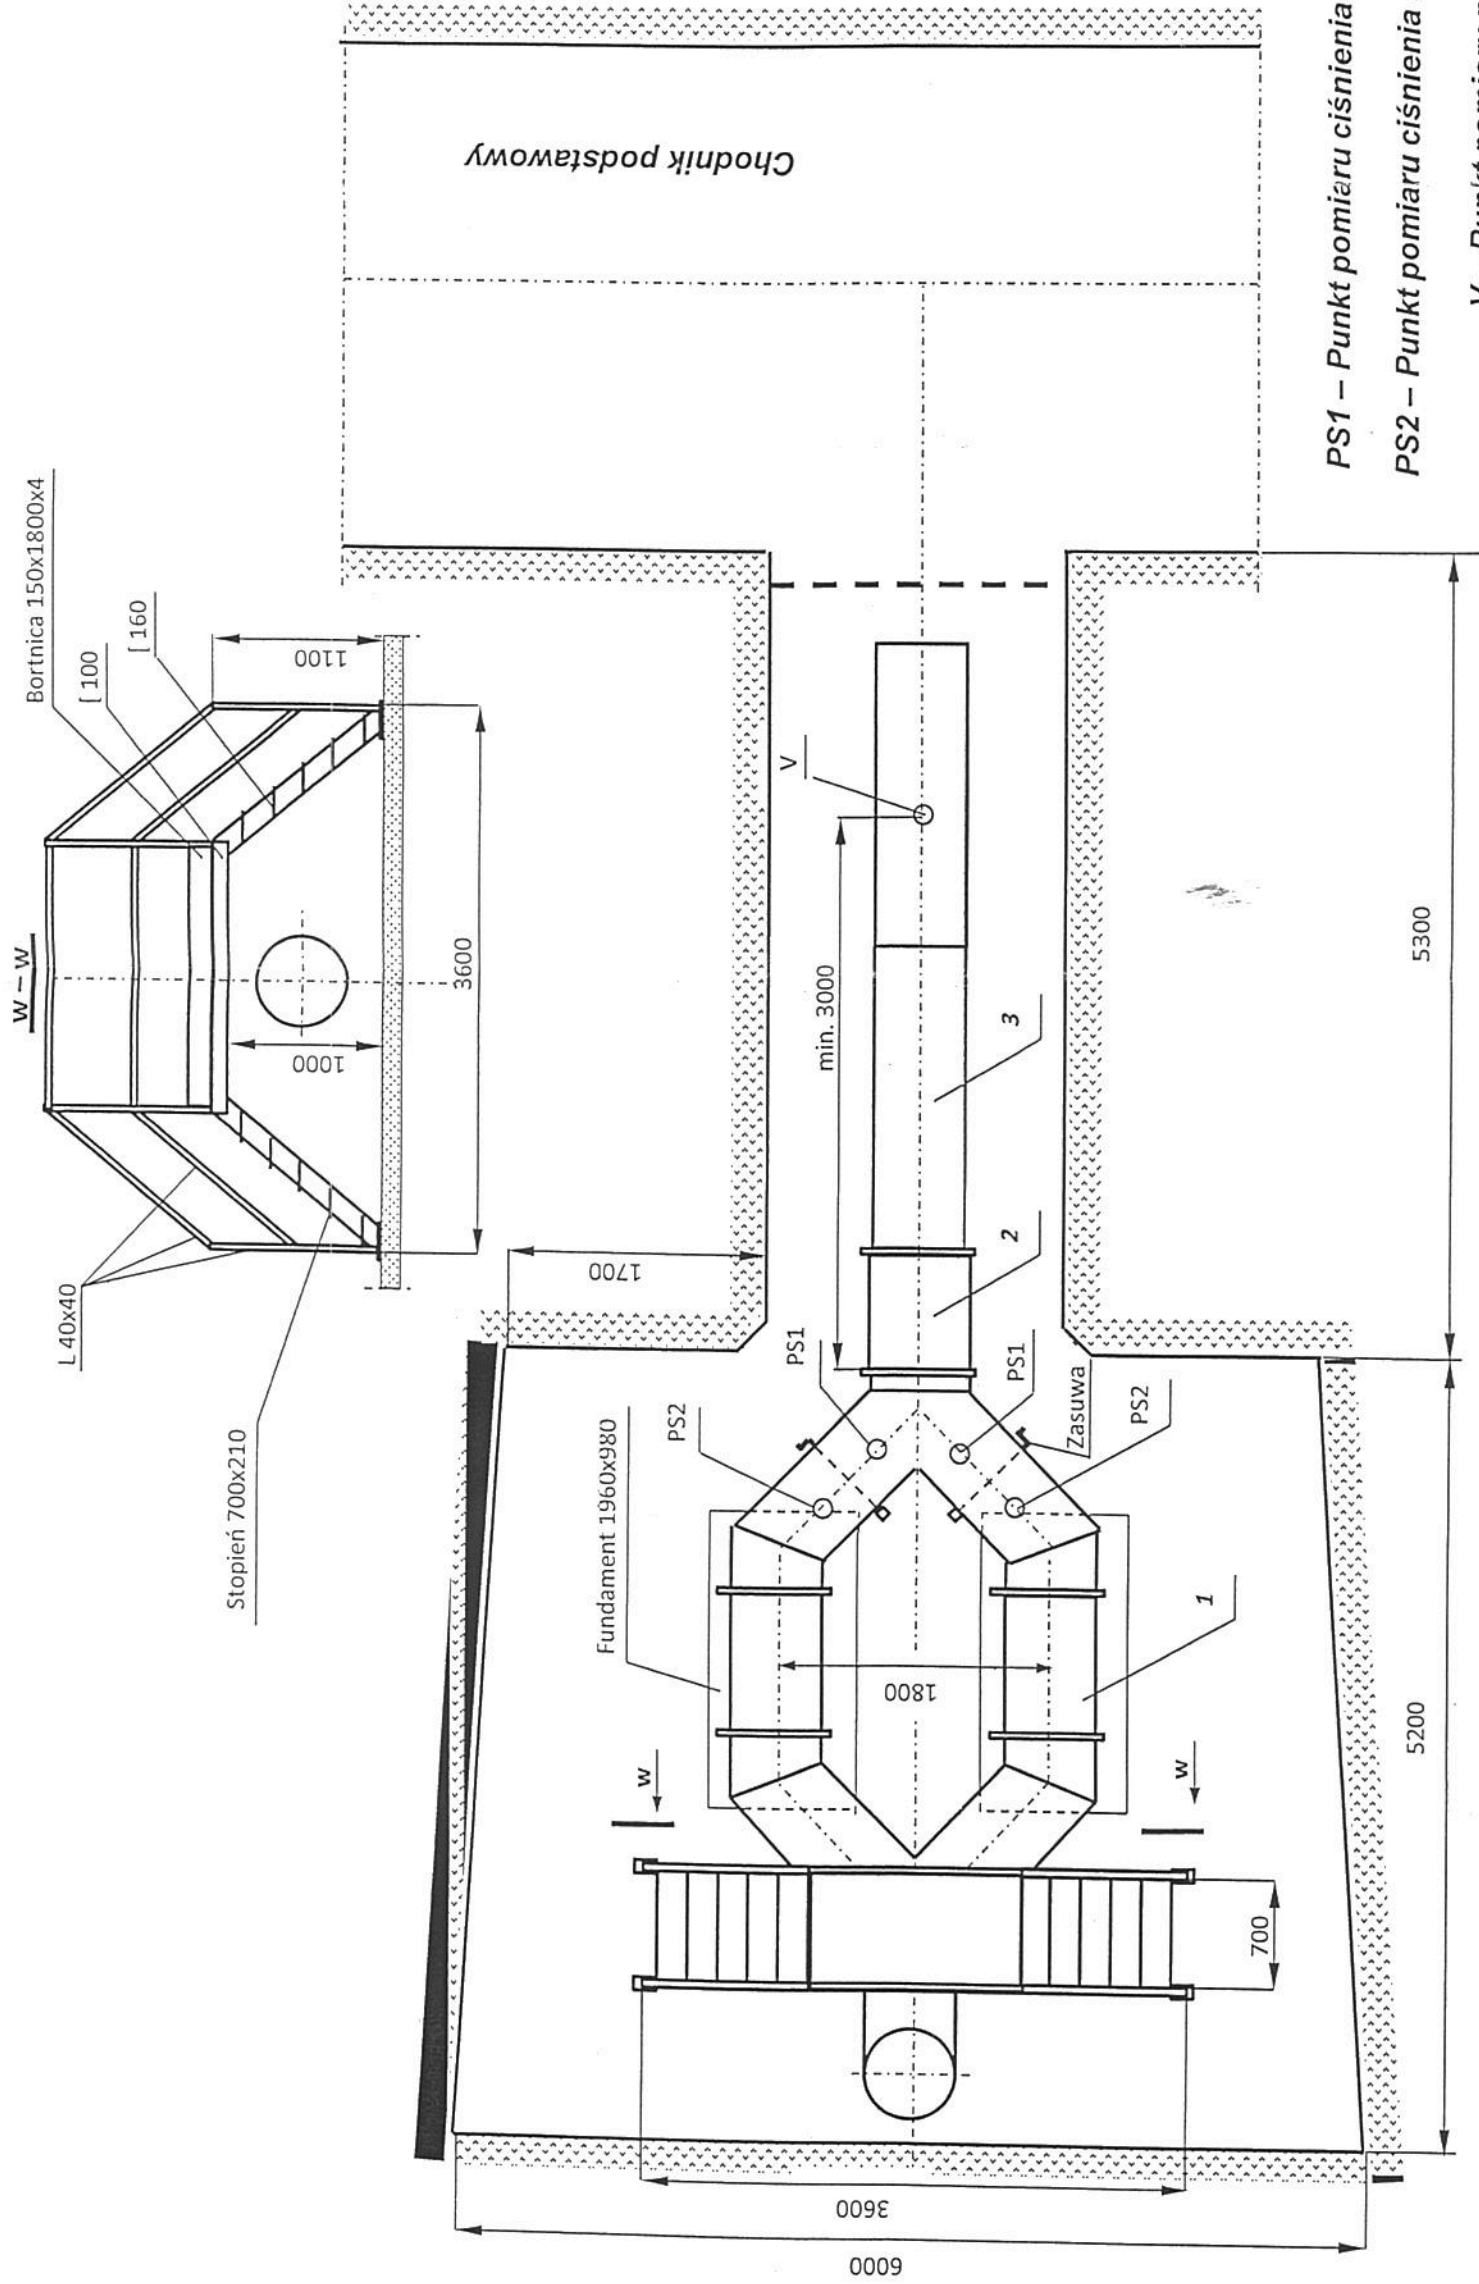 w – w
Bortnica 150x1800x4
[ 100
[ 160
1100
1000
3600
L40x40
Stopień 700x210
1700
Chodnik podstawowy
V
min. 3000
3
2
PS1
PS2
PS1
PS2
Zasuwa
Fundament 1960x980
1800
1
w
w
700
3600
6000
5200
5300
PS1 – Punkt pomiaru ciśnienia
PS2 – Punkt pomiaru ciśnienia